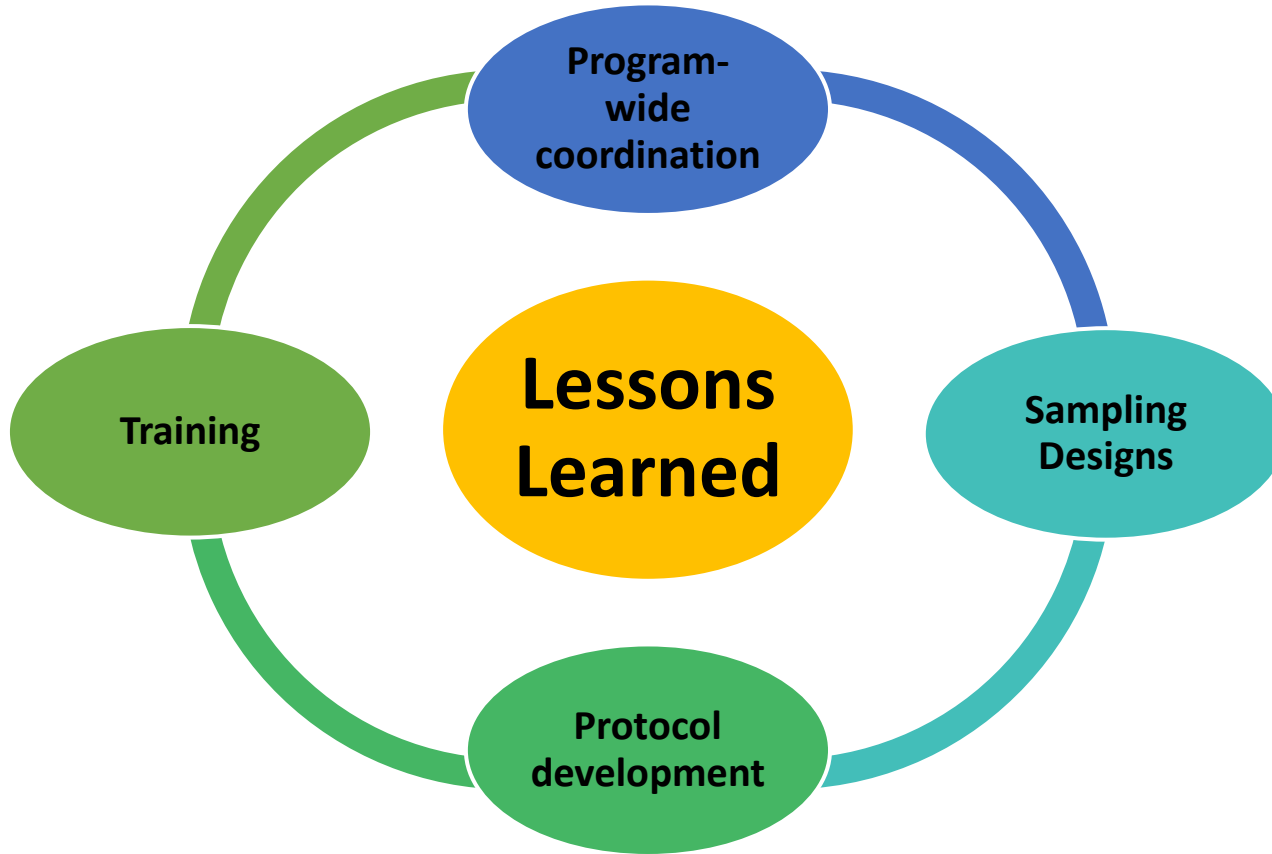 Program-
wide
coordination
Training
Lessons
Learned
Sampling
Designs
Protocol
development